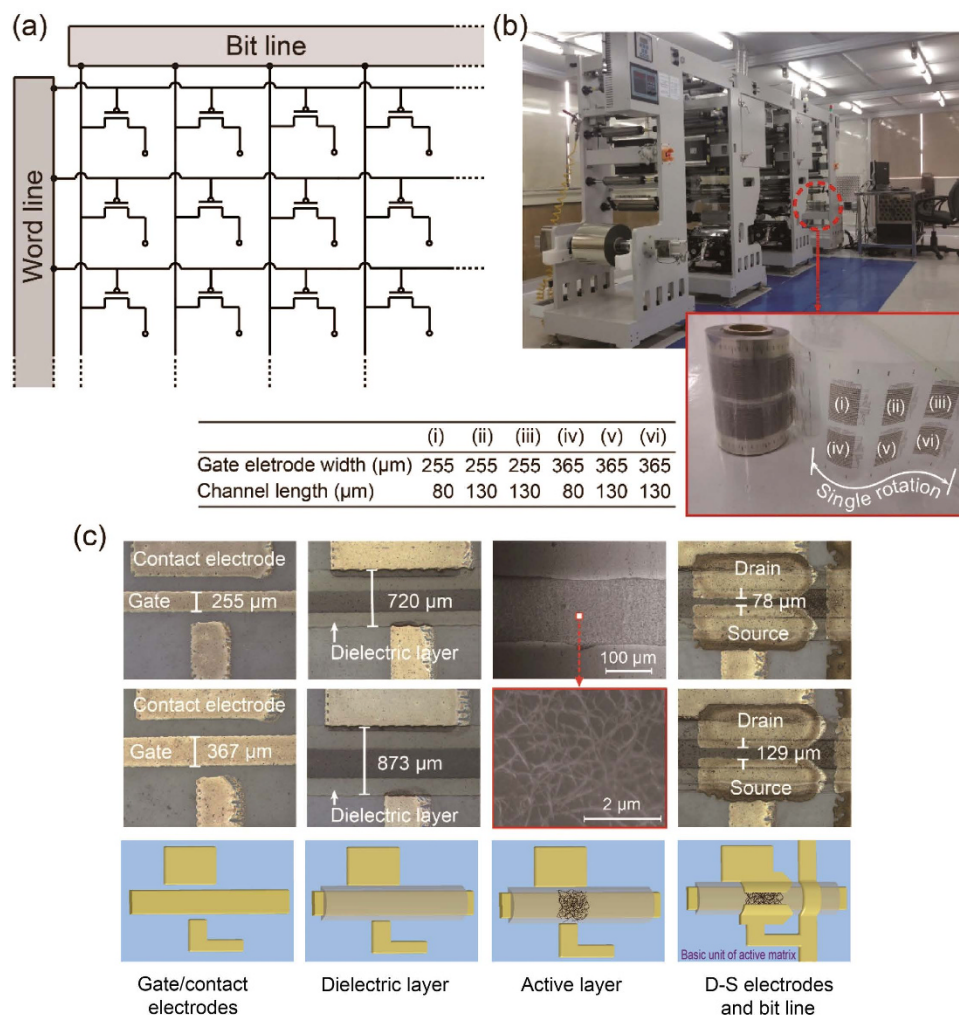 (a)
Bit line
Word line
(b)
(i)
(ii)
(iii)
(iv)
(v)
(vi)
Single rotation
(i) (ii) (iii) (iv) (v) (vi)
Gate eletrode width (μm) 255 255 255 365 365 365
Channel length (μm) 80 130 130 80 130 130
(c)
Contact electrode
Gate 255 μm
720 μm
Dielectric layer
100 μm
Drain
78 μm
Source
Contact electrode
Gate 367 μm
873 μm
Dielectric layer
2 μm
Drain
129 μm
Source
Basic unit of active matrix
Gate/contact
electrodes
Dielectric layer
Active layer
D-S electrodes
and bit line